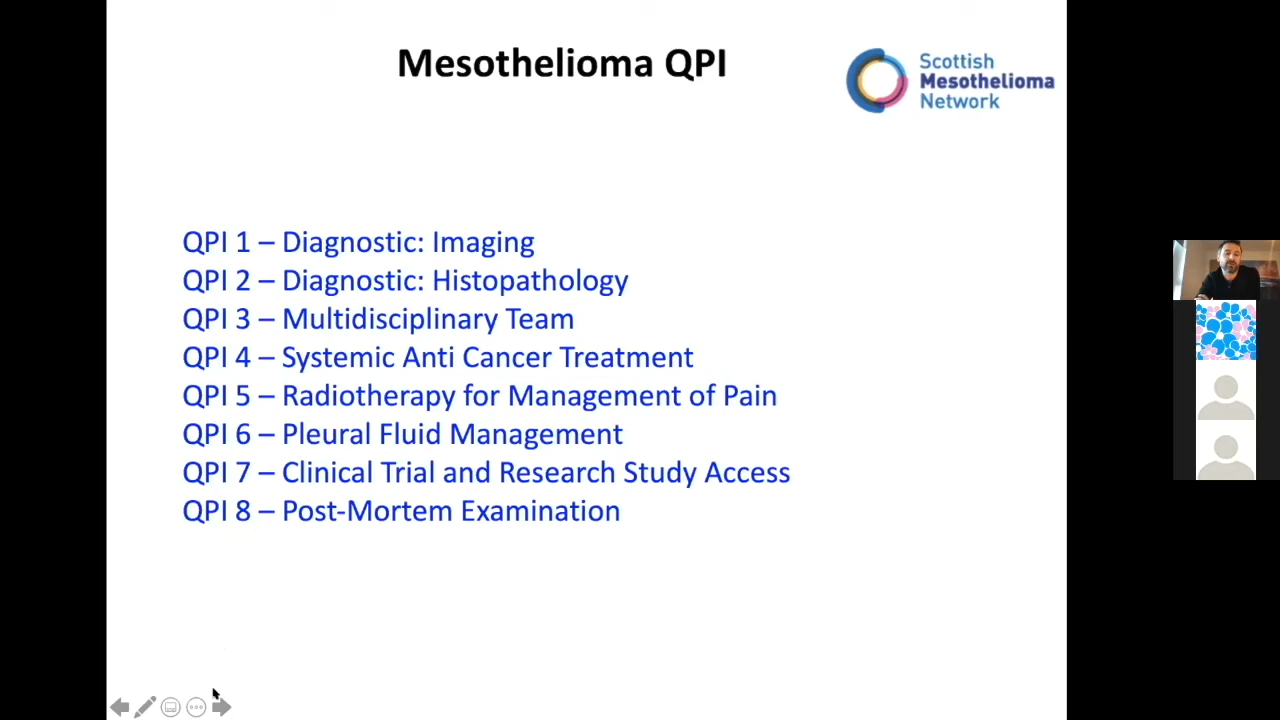 Mesothelioma QPI
Scottish
Mesothelioma
Network
QPI 1 – Diagnostic: Imaging
QPI 2 – Diagnostic: Histopathology
QPI 3 – Multidisciplinary Team
QPI 4 – Systemic Anti Cancer Treatment
QPI 5 – Radiotherapy for Management of Pain
QPI 6 – Pleural Fluid Management
QPI 7 – Clinical Trial and Research Study Access
QPI 8 – Post-Mortem Examination